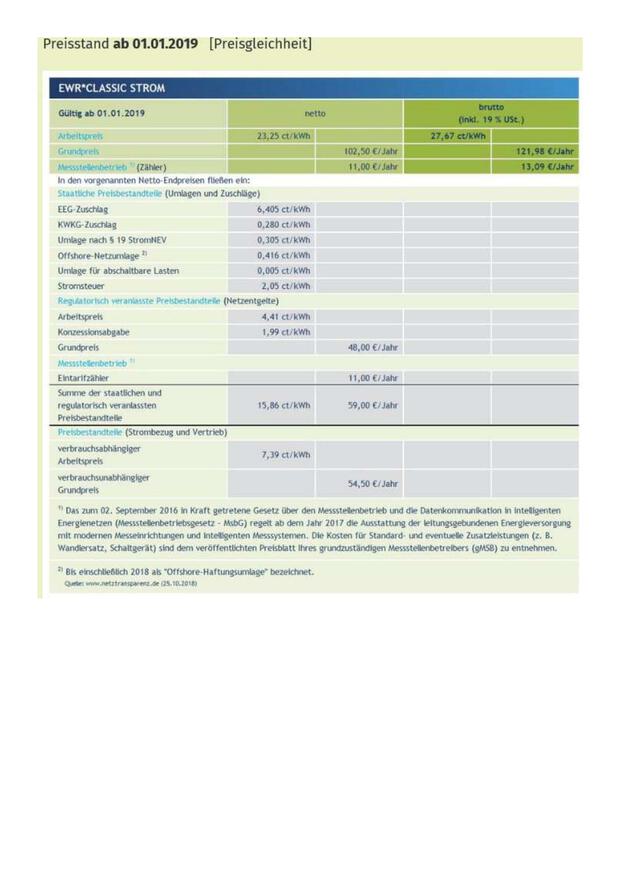 Preisstand ab 01.01.2019 [Preisgleichheit]
EWR*CLASSIC STROM
Gültig ab 01.01.2019 netto brutto
(inkl. 19 % USt.)
Arbeitspreis 23,25 ct/kWh 27,67 ct/kWh
Grundpreis 102,50 €/Jahr 121,98 €/Jahr
Messstellenbetrieb ¹⁾ (Zähler) 11,00 €/Jahr 13,09 €/Jahr
In den vorgenannten Netto-Endpreisen fließen ein:
Staatliche Preisbestandteile (Umlagen und Zuschläge)
EEG-Zuschlag 6,405 ct/kWh
KWKG-Zuschlag 0,280 ct/kWh
Umlage nach § 19 StromNEV 0,305 ct/kWh
Offshore-Netzumlage ²⁾ 0,416 ct/kWh
Umlage für abschaltbare Lasten 0,005 ct/kWh
Stromsteuer 2,05 ct/kWh
Regulatorisch veranlasste Preisbestandteile (Netzentgelte)
Arbeitspreis 4,41 ct/kWh
Konzessionsabgabe 1,99 ct/kWh
Grundpreis 48,00 €/Jahr
Messstellenbetrieb ¹⁾
Eintarifzähler 11,00 €/Jahr
Summe der staatlichen und
regulatorisch veranlassten 15,86 ct/kWh 59,00 €/Jahr
Preisbestandteile
Preisbestandteile (Strombezug und Vertrieb)
verbrauchsabhängiger
Arbeitspreis 7,39 ct/kWh
verbrauchsunabhängiger
Grundpreis 54,50 €/Jahr
¹⁾ Das zum 02. September 2016 in Kraft getretene Gesetz über den Messstellenbetrieb und die Datenkommunikation in intelligenten
Energienetzen (Messstellenbetriebsgesetz - MsbG) regelt ab dem Jahr 2017 die Ausstattung der leitungsgebundenen Energieversorgung
mit modernen Messeinrichtungen und intelligenten Messsystemen. Die Kosten für Standard- und eventuelle Zusatzleistungen (z. B.
Wandlersatz, Schaltgerät) sind dem veröffentlichten Preisblatt Ihres grundzuständigen Messstellenbetreibers (gMSB) zu entnehmen.
²⁾ Bis einschließlich 2018 als "Offshore-Haftungsumlage" bezeichnet.
Quelle: www.netztransparenz.de (25.10.2018)